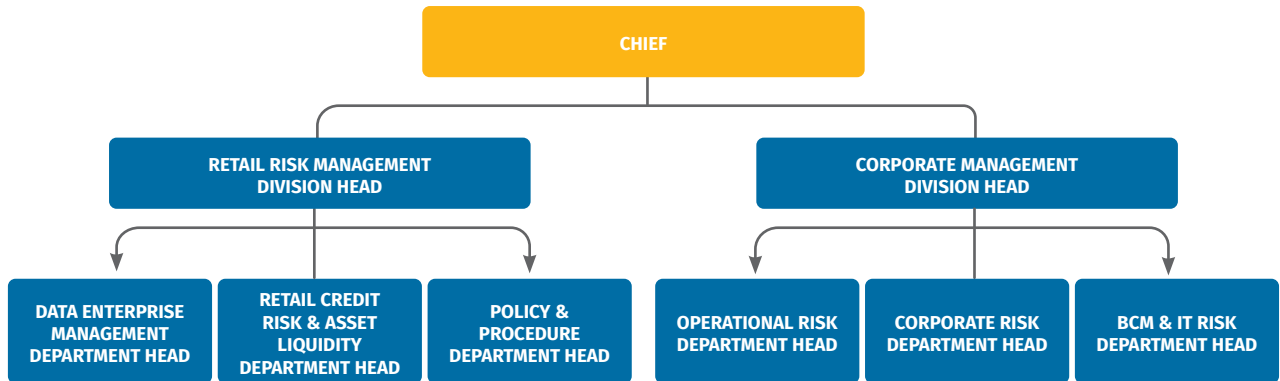 CHIEF
RETAIL RISK MANAGEMENT
DIVISION HEAD
CORPORATE MANAGEMENT
DIVISION HEAD
DATA ENTERPRISE
MANAGEMENT
DEPARTMENT HEAD
RETAIL CREDIT
RISK & ASSET
LIQUIDITY
DEPARTMENT HEAD
POLICY &
PROCEDURE
DEPARTMENT HEAD
OPERATIONAL RISK
DEPARTMENT HEAD
CORPORATE RISK
DEPARTMENT HEAD
BCM & IT RISK
DEPARTMENT HEAD